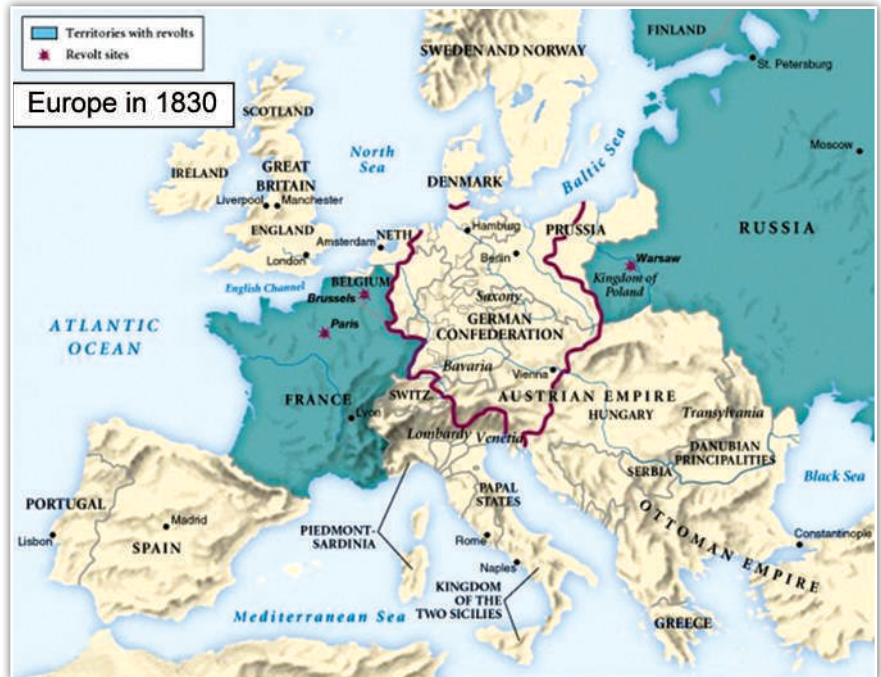 Territories with revolts
Revolt sites
Europe in 1830
SWEDEN AND NORWAY
FINLAND
St. Petersburg
SCOTLAND
North
Sea
Baltic Sea
Moscow
IRELAND
GREAT
BRITAIN
DENMARK
Liverpool
Manchester
RUSSIA
ENGLAND
Amsterdam
NETH
Hamburg
PRUSSIA
London
Berlin
Warsaw
Kingdom of
Poland
English Channel
BELGIUM
Brussels
Saxony
ATLANTIC
OCEAN
Paris
GERMAN
CONFEDERATION
Bavaria
Vienna
FRANCE
SWITZ.
AUSTRIAN EMPIRE
Lyon
HUNGARY
Transylvania
Lombardy
Venetia
DANUBIAN
PRINCIPALITIES
SERBIA
Black Sea
PORTUGAL
PAPAL
STATES
Madrid
PIEDMONT-
SARDINIA
OTTOMAN EMPIRE
Lisbon
SPAIN
Rome
Constantinople
Naples
KINGDOM
OF THE
TWO SICILIES
Mediterranean Sea
GREECE